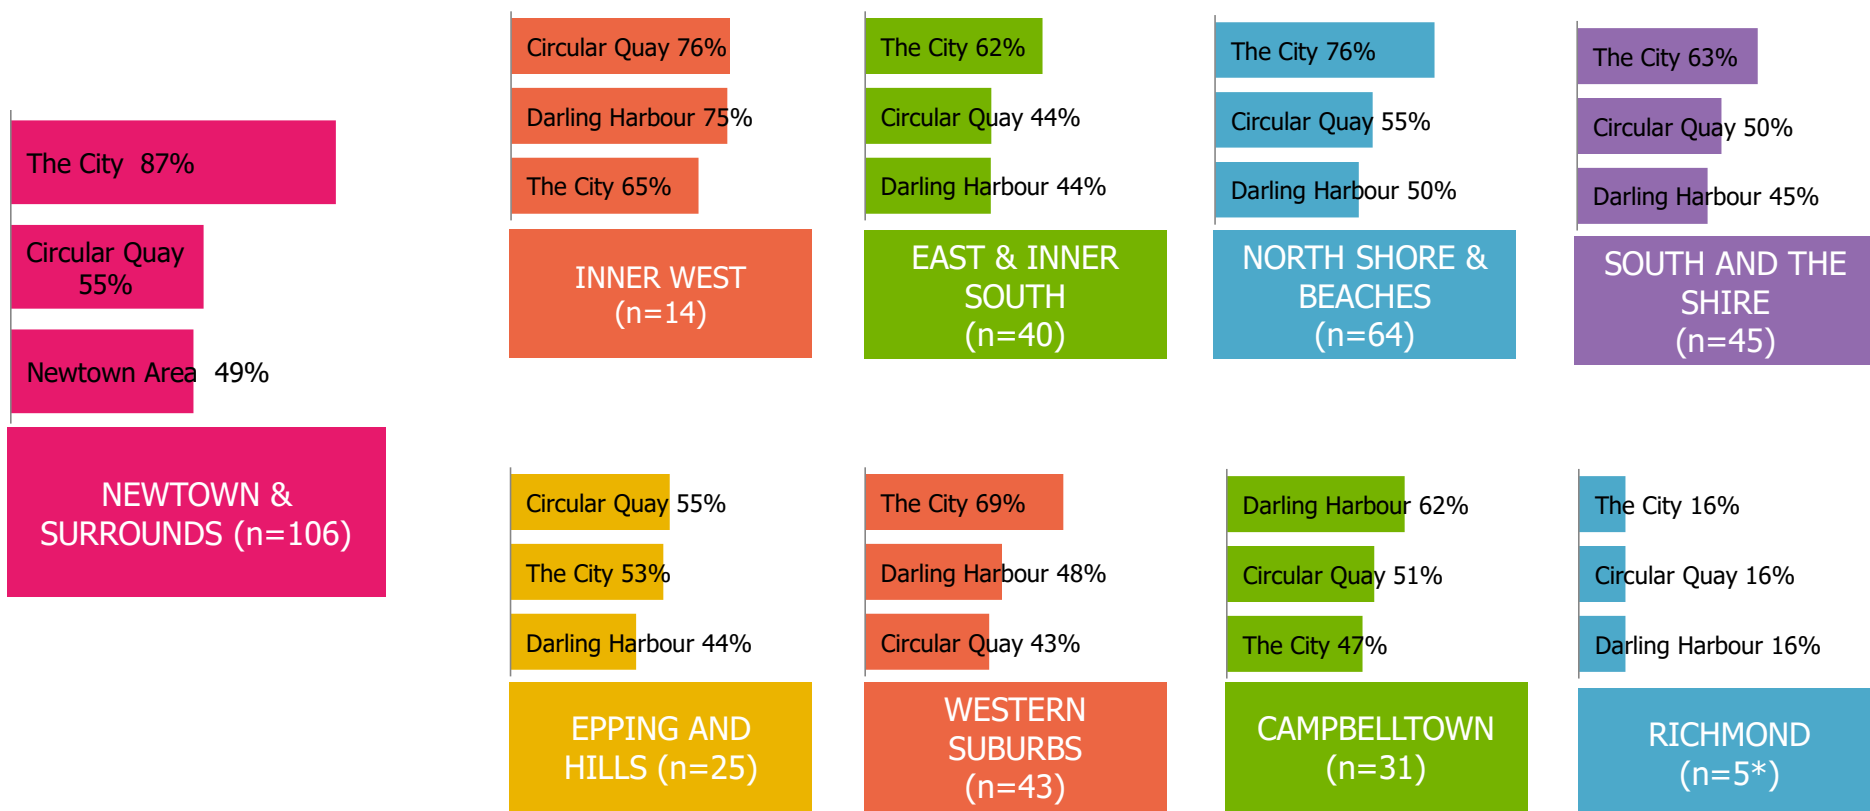 The City  87%
Circular Quay
55%
Newtown Area  49%
NEWTOWN &
SURROUNDS (n=106)
Circular Quay 76%
Darling Harbour 75%
The City 65%
INNER WEST
(n=14)
The City 62%
Circular Quay 44%
Darling Harbour 44%
EAST & INNER
SOUTH
(n=40)
The City 76%
Circular Quay 55%
Darling Harbour 50%
NORTH SHORE &
BEACHES
(n=64)
The City 63%
Circular Quay 50%
Darling Harbour 45%
SOUTH AND THE
SHIRE
(n=45)
Circular Quay 55%
The City 53%
Darling Harbour 44%
EPPING AND
HILLS (n=25)
The City 69%
Darling Harbour 48%
Circular Quay 43%
WESTERN
SUBURBS
(n=43)
Darling Harbour 62%
Circular Quay 51%
The City 47%
CAMPBELLTOWN
(n=31)
The City 16%
Circular Quay 16%
Darling Harbour 16%
RICHMOND
(n=5*)